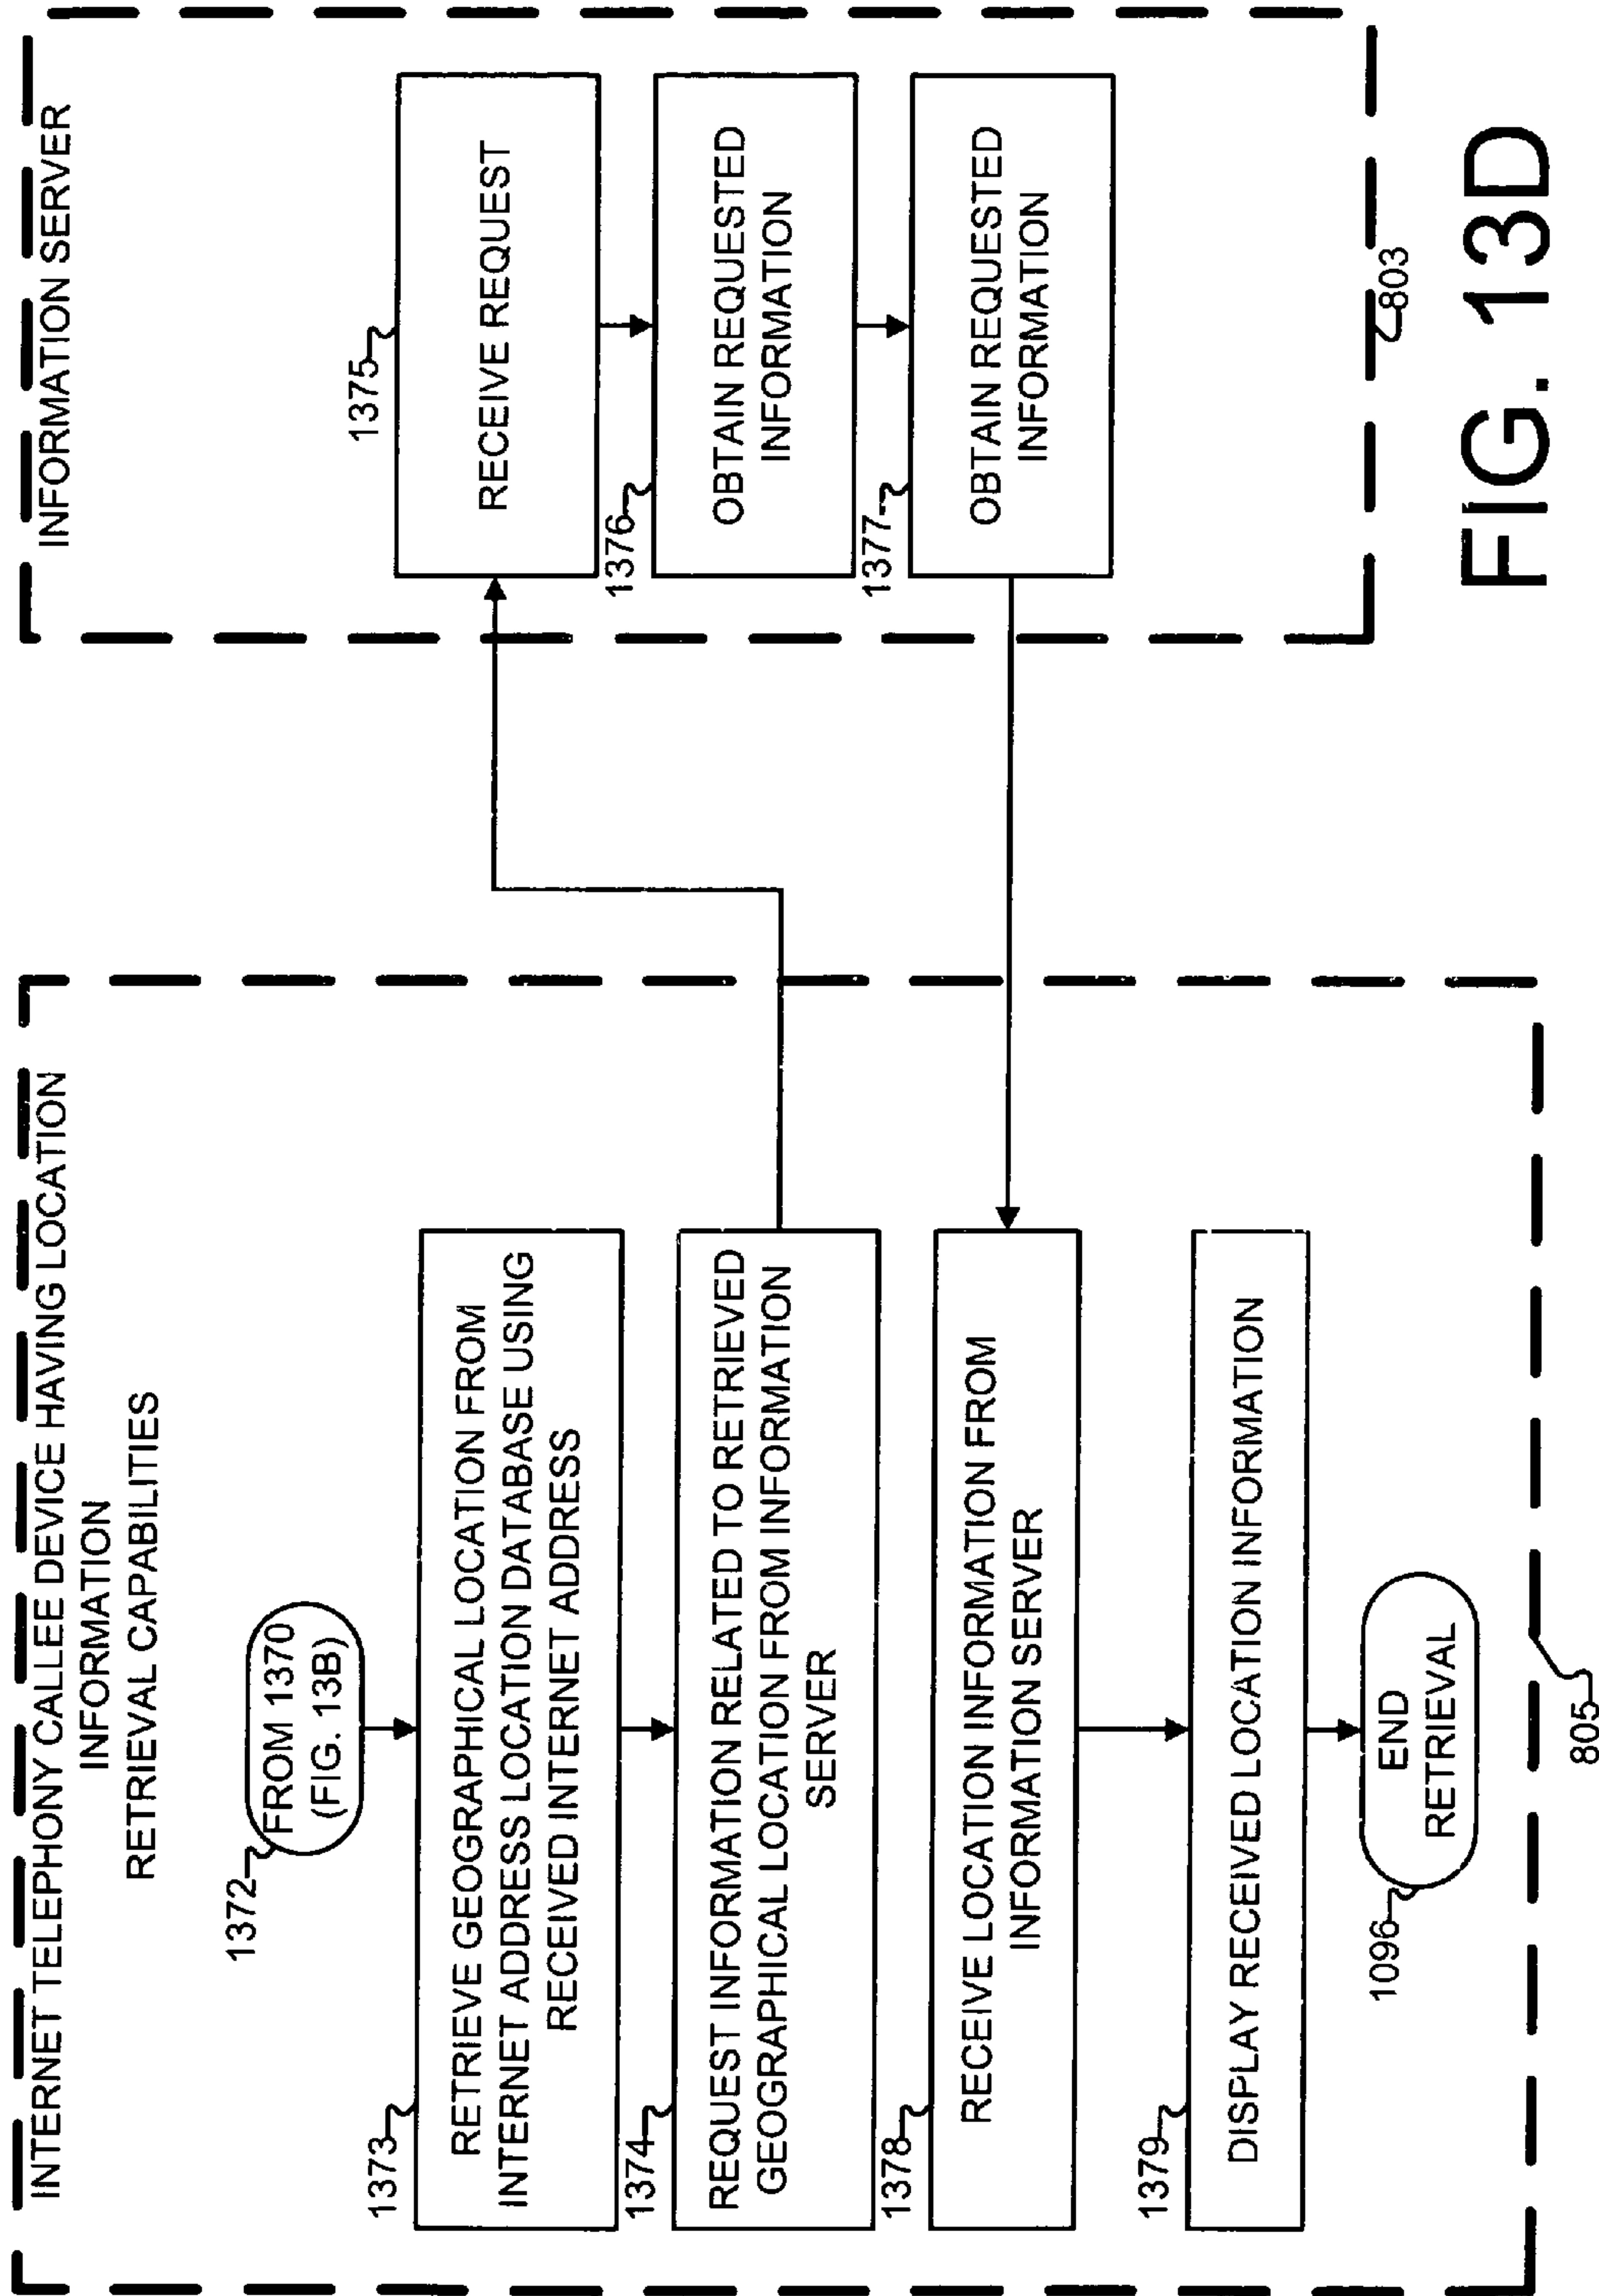 INTERNET TELEPHONY CALLEE DEVICE HAVING LOCATION
INFORMATION
RETRIEVAL CAPABILITIES
1372
FROM 1370
(FIG. 13B)
1373
RETRIEVE GEOGRAPHICAL LOCATION FROM
INTERNET ADDRESS LOCATION DATABASE USING
RECEIVED INTERNET ADDRESS
1374
REQUEST INFORMATION RELATED TO RETRIEVED
GEOGRAPHICAL LOCATION FROM INFORMATION
SERVER
1378
RECEIVE LOCATION INFORMATION FROM
INFORMATION SERVER
1379
DISPLAY RECEIVED LOCATION INFORMATION
1096
END
RETRIEVAL
805
INFORMATION SERVER
1375
RECEIVE REQUEST
1376
OBTAIN REQUESTED
INFORMATION
1377
OBTAIN REQUESTED
INFORMATION
803
FIG. 13D